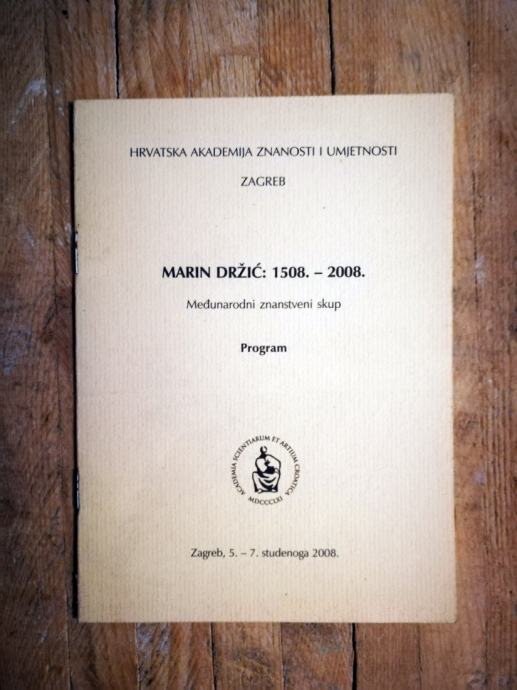 HRVATSKA AKADEMIJA ZNANOSTI I UMJETNOSTI
ZAGREB
MARIN DRŽIĆ: 1508. – 2008.
Međunarodni znanstveni skup
Program
ACADEMIA SCIENTIARUM ET ARTIUM CROATICA
MDCCCLXI
Zagreb, 5. – 7. studenoga 2008.